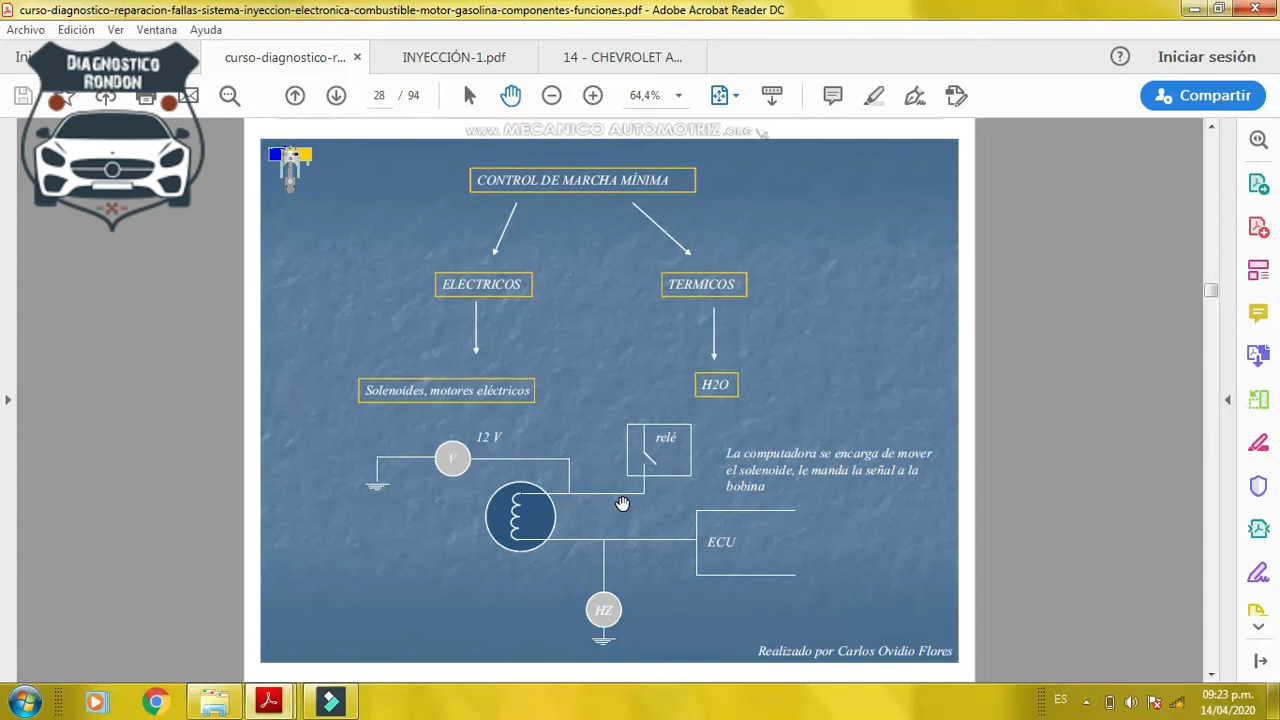 curso-diagnostico-reparacion-fallas-sistema-inyeccion-electronica-combustible-motor-gasolina-componentes-funciones.pdf - Adobe Acrobat Reader DC
Archivo Edición Ver Ventana Ayuda
curso-diagnostico-r...
INYECCIÓN-1.pdf
14 - CHEVROLET A...
Iniciar sesión
DIAGNOSTICO
RONDON
28 / 94
64,4%
Compartir
www.MECANICO AUTOMOTRIZ.org
CONTROL DE MARCHA MÍNIMA
ELECTRICOS
TERMICOS
Solenoides, motores eléctricos
H2O
12 V
V
relé
La computadora se encarga de mover
el solenoide, le manda la señal a la
bobina
ECU
HZ
Realizado por Carlos Ovidio Flores
ES
09:23 p.m.
14/04/2020